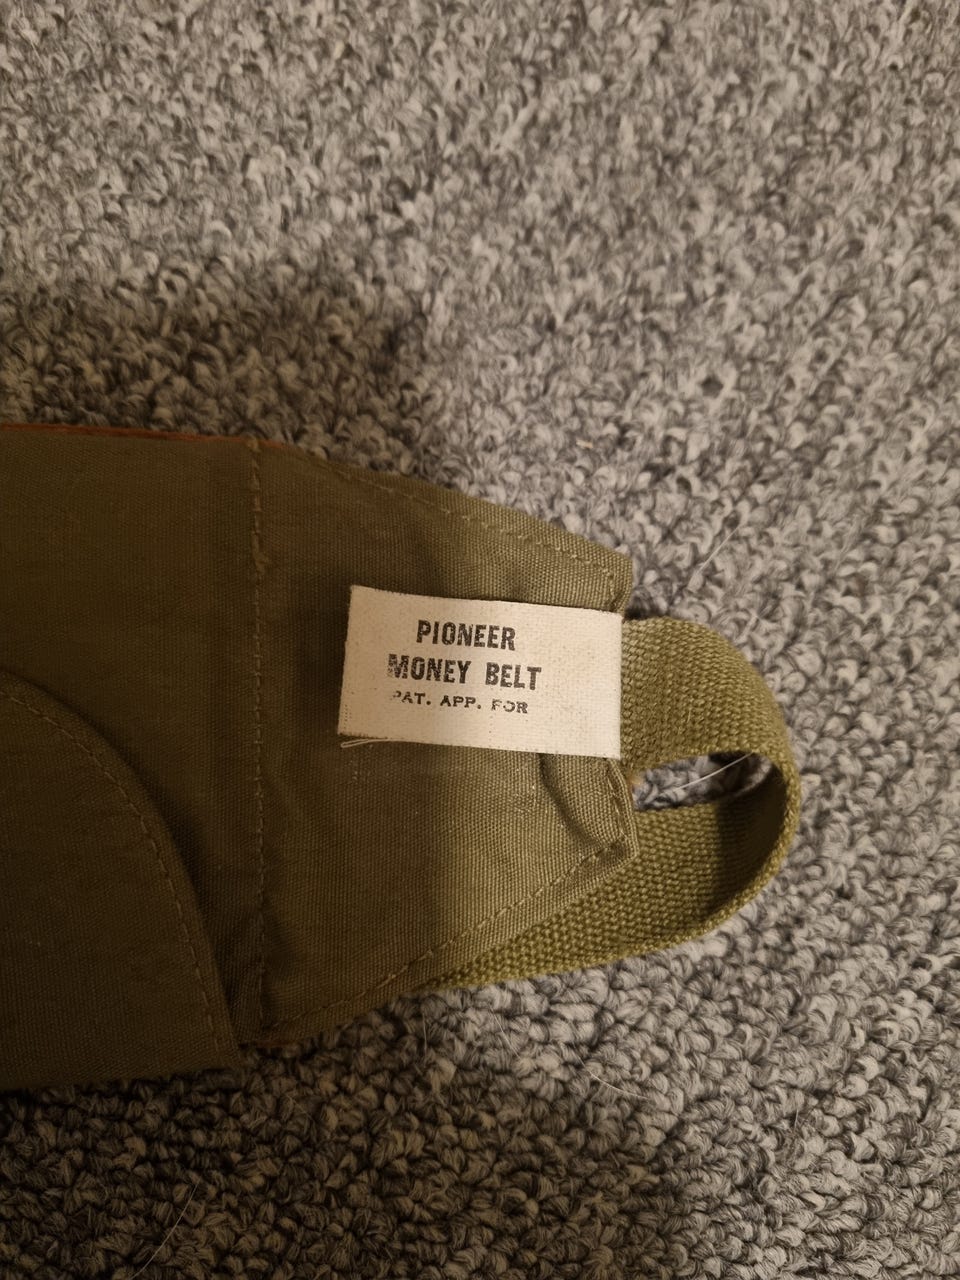 PIONEER
MONEY BELT
PAT. APP. FOR